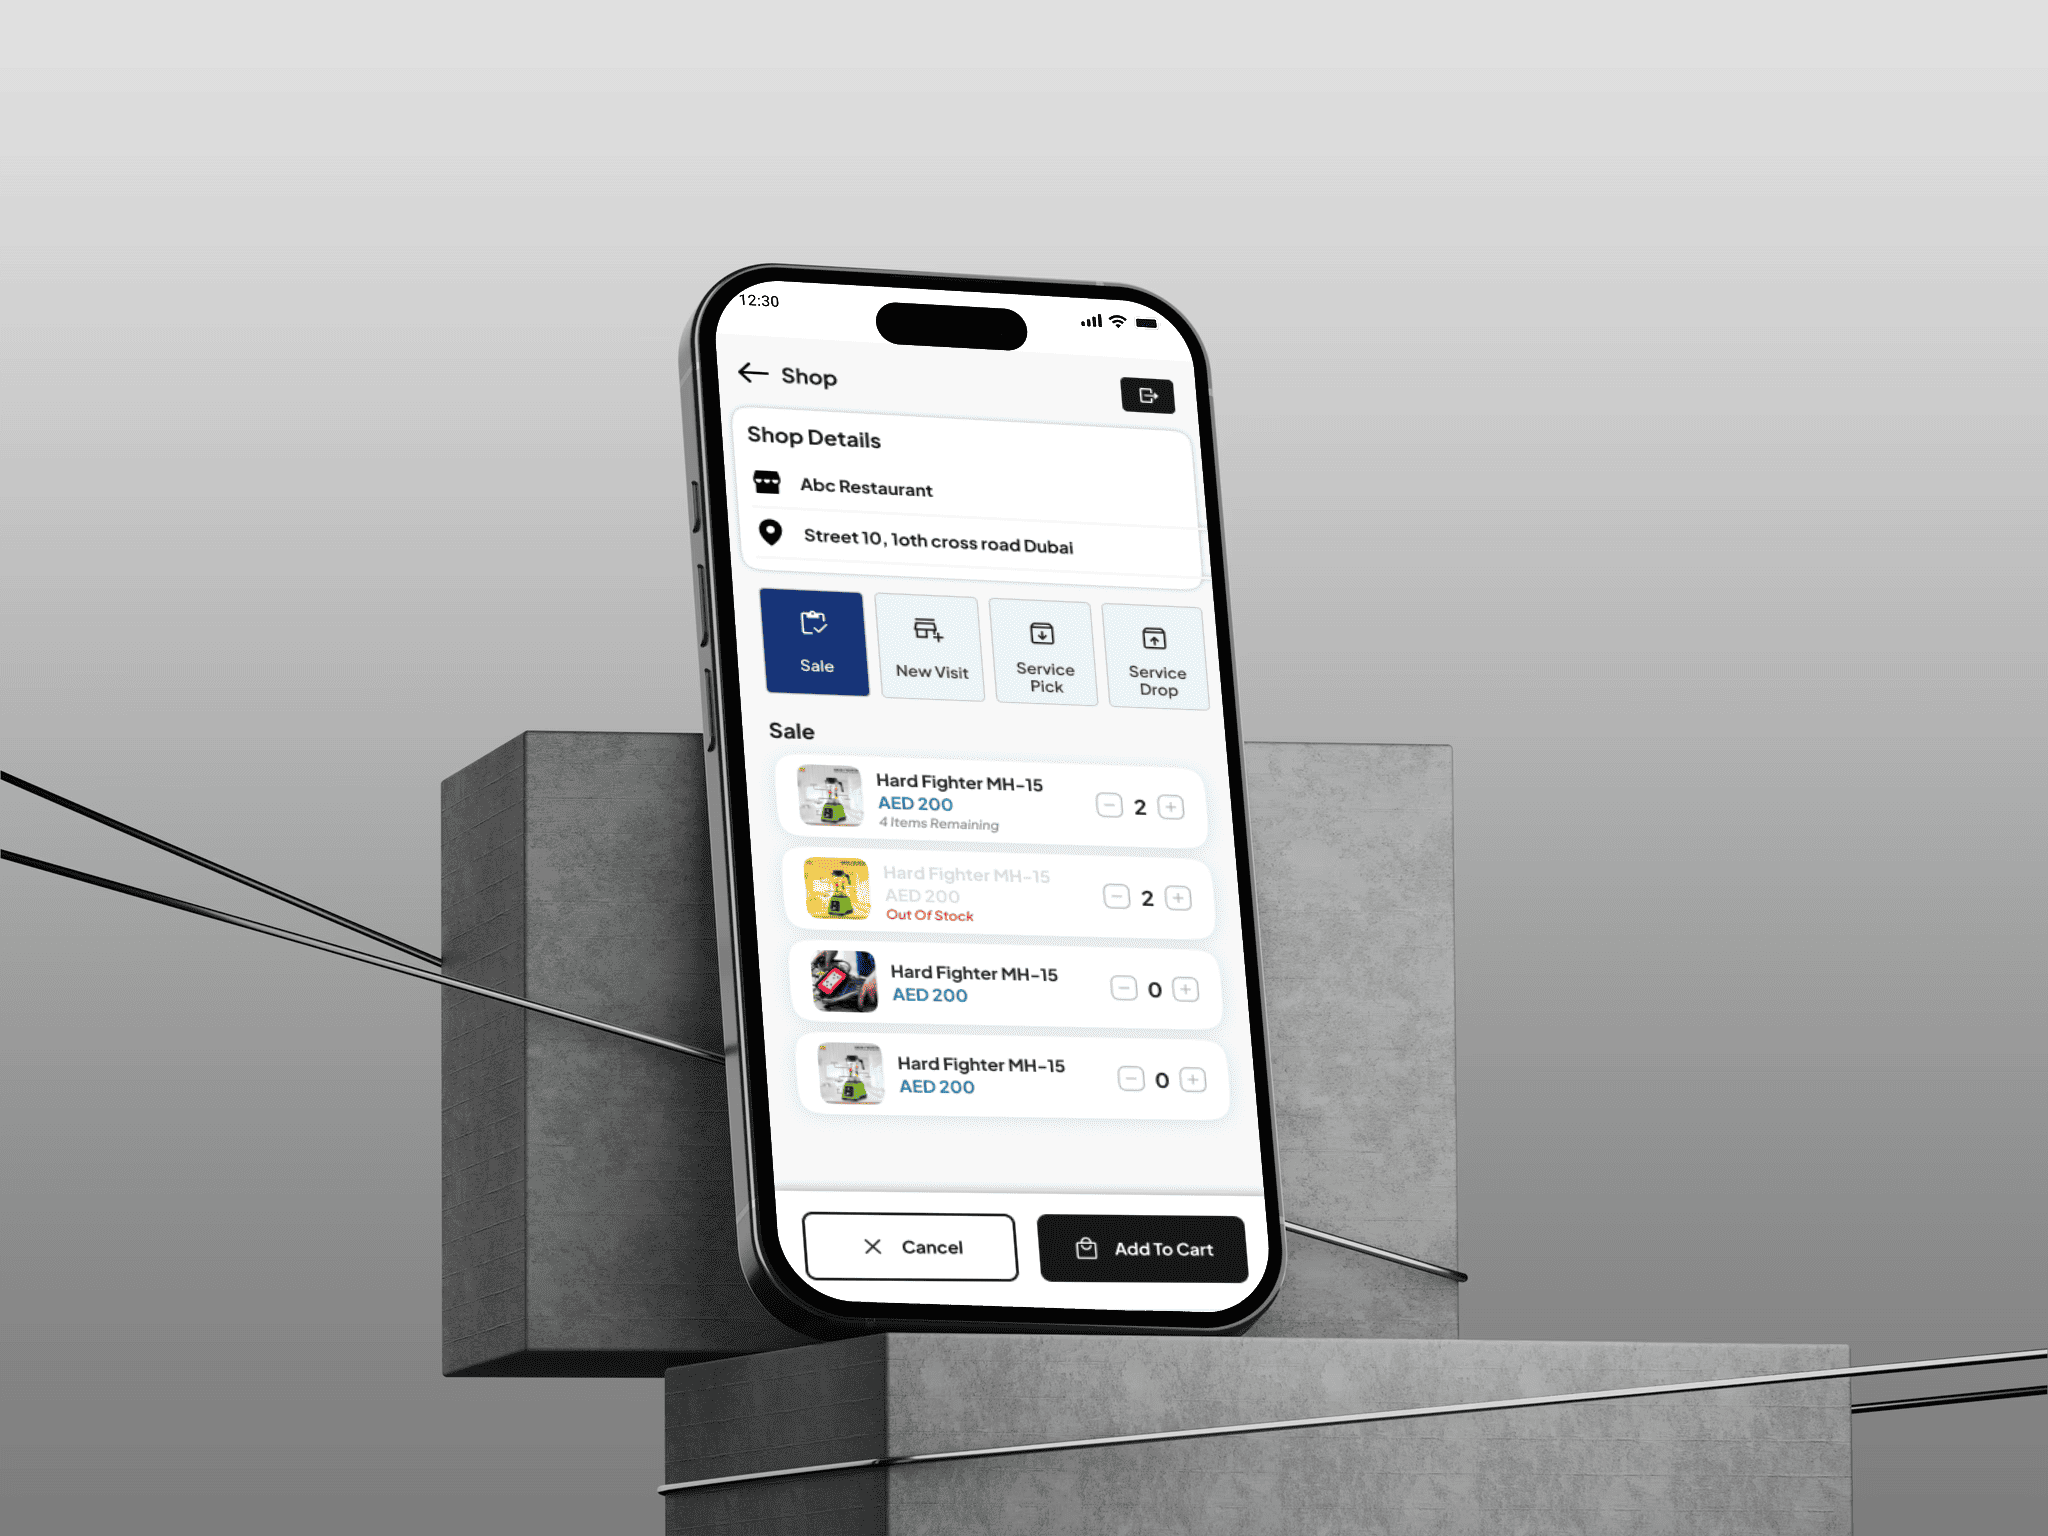 12:30
Shop
Shop Details
Abc Restaurant
Street 10, 1oth cross road Dubai
Sale
New Visit
Service
Pick
Service
Drop
Sale
Hard Fighter MH-15
AED 200
4 Items Remaining
2
Hard Fighter MH-15
AED 200
Out Of Stock
2
Hard Fighter MH-15
AED 200
0
Hard Fighter MH-15
AED 200
0
Cancel
Add To Cart